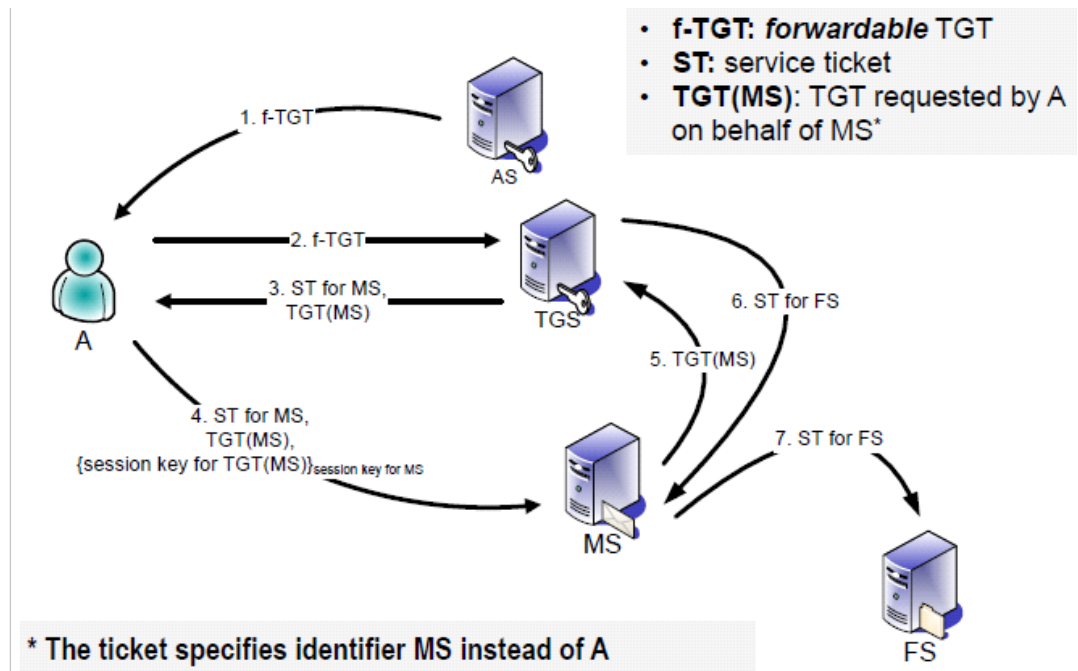 • f-TGT: forwardable TGT
• ST: service ticket
• TGT(MS): TGT requested by A
on behalf of MS*
1. f-TGT
AS
2. f-TGT
3. ST for MS,
TGT(MS)
TGS
A
6. ST for FS
5. TGT(MS)
4. ST for MS,
TGT(MS),
{session key for TGT(MS)}session key for MS
7. ST for FS
MS
FS
* The ticket specifies identifier MS instead of A